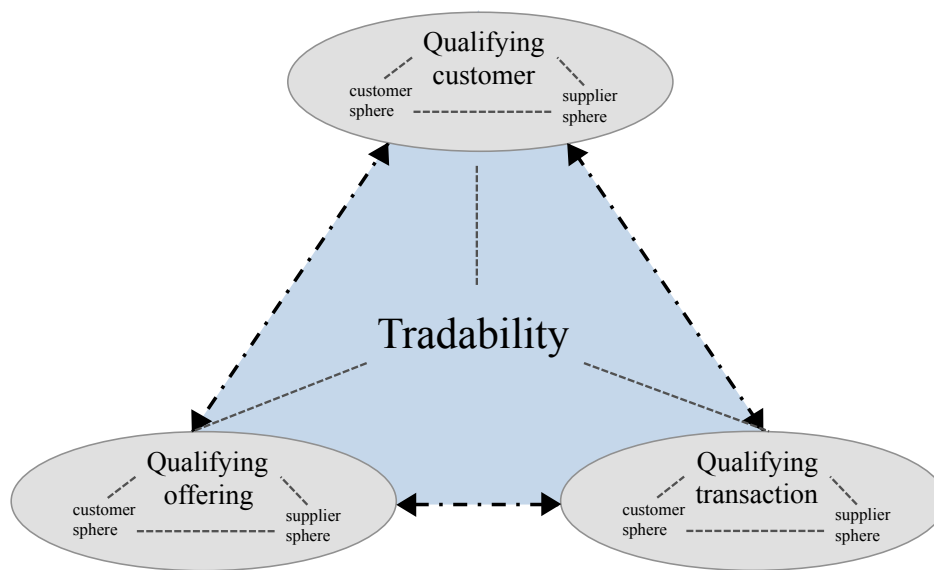 Qualifying
customer
customer
sphere
supplier
sphere
Tradability
Qualifying
offering
customer
sphere
supplier
sphere
Qualifying
transaction
customer
sphere
supplier
sphere